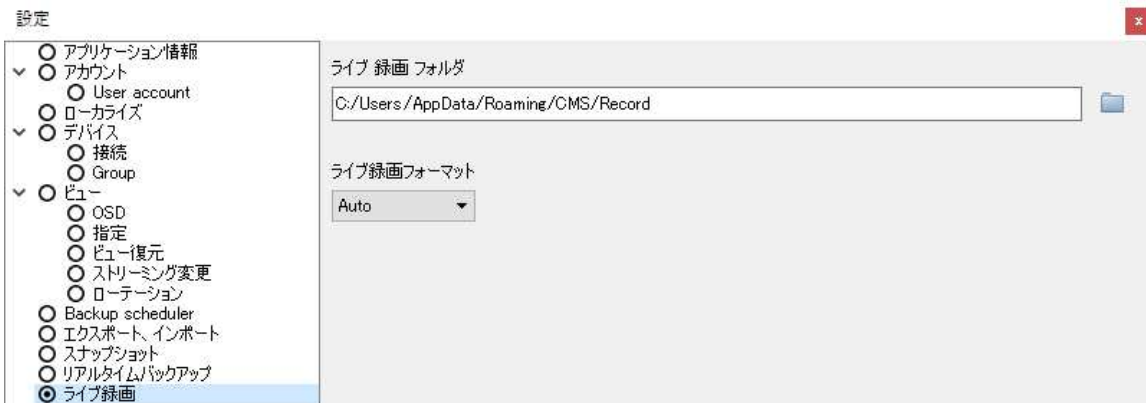 設定
x
アプリケーション情報
アカウント
User account
ローカライズ
デバイス
接続
Group
ビュー
OSD
指定
ビュー復元
ストリーミング変更
ローテーション
Backup scheduler
エクスポート、インポート
スナップショット
リアルタイムバックアップ
ライブ録画
ライブ 録画 フォルダ
C:/Users/AppData/Roaming/CMS/Record
ライブ録画フォーマット
Auto